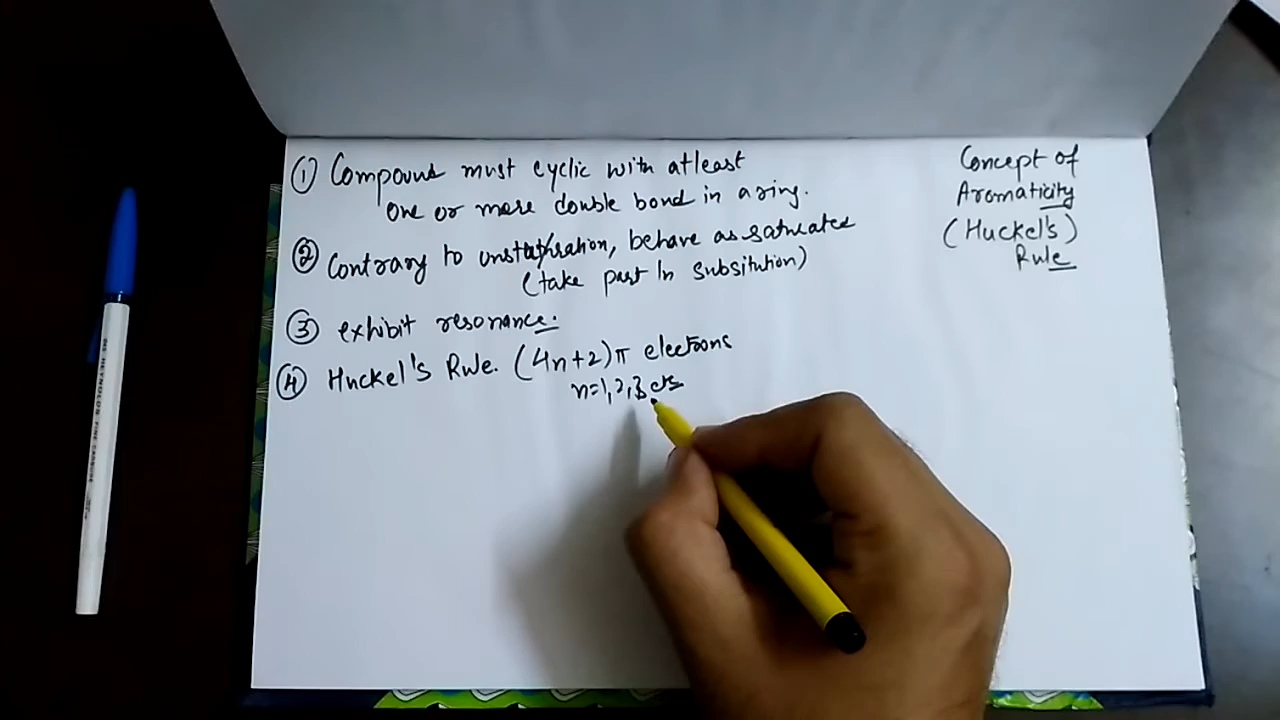 ① Compound must cyclic with atleast
one or more double bond in a ring.
② Contrary to unstaturation, behave as saturated
(take part In subsitution)
③ exhibit resonance.
④ Huckel's Rule. (4n+2)π electrons
n=1,2,3 etc
Concept of
Aromaticity
(Huckel's)
Rule